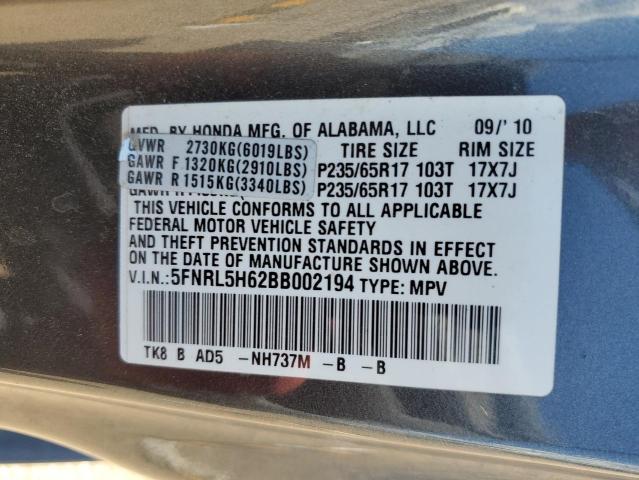 MFD. BY HONDA MFG. OF ALABAMA, LLC 09/' 10
GVWR 2730KG(6019LBS) TIRE SIZE RIM SIZE
GAWR F 1320KG(2910LBS) P235/65R17 103T 17X7J
GAWR R 1515KG(3340LBS) P235/65R17 103T 17X7J
THIS VEHICLE CONFORMS TO ALL APPLICABLE
FEDERAL MOTOR VEHICLE SAFETY
AND THEFT PREVENTION STANDARDS IN EFFECT
ON THE DATE OF MANUFACTURE SHOWN ABOVE.
V.I.N.:5FNRL5H62BB002194 TYPE: MPV
TK8 B AD5 -NH737M -B -B